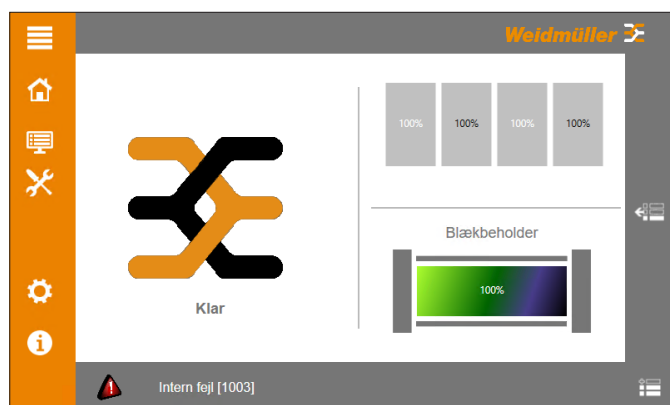 Weidmüller
100% 100% 100% 100%
Blækbeholder
100%
Klar
Intern fejl [1003]